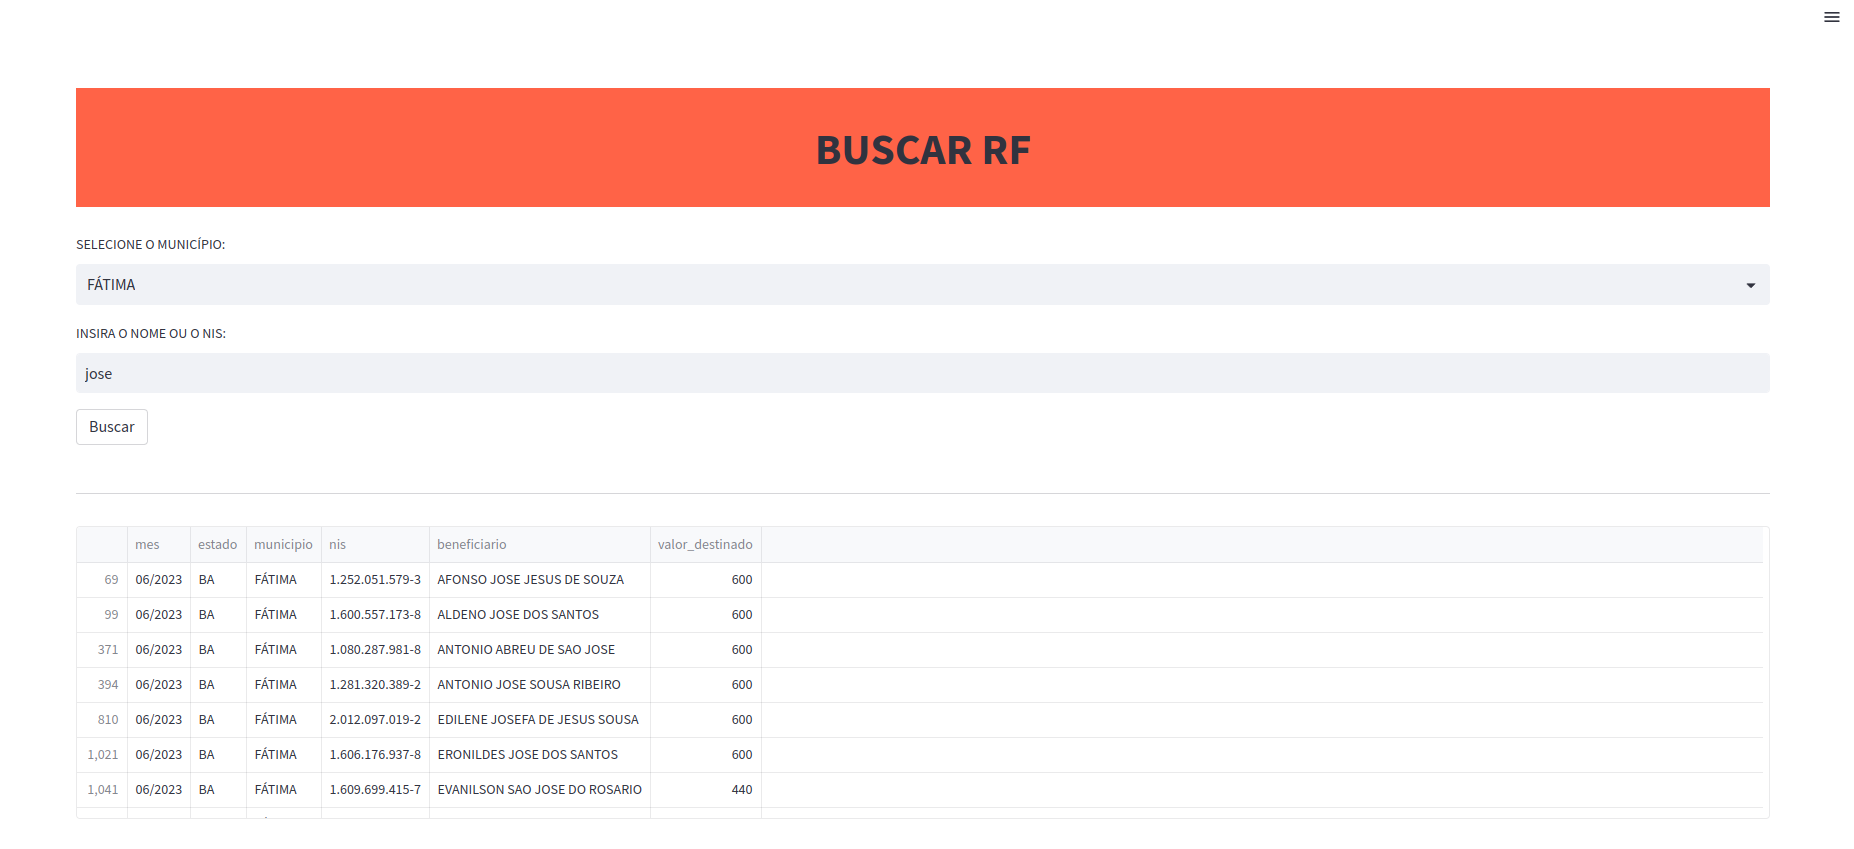 BUSCAR RF
SELECIONE O MUNICÍPIO:
FÁTIMA
INSIRA O NOME OU O NIS:
jose
Buscar
mes estado municipio nis beneficiario valor_destinado
69 06/2023 BA FÁTIMA 1.252.051.579-3 AFONSO JOSE JESUS DE SOUZA 600
99 06/2023 BA FÁTIMA 1.600.557.173-8 ALDENO JOSE DOS SANTOS 600
371 06/2023 BA FÁTIMA 1.080.287.981-8 ANTONIO ABREU DE SAO JOSE 600
394 06/2023 BA FÁTIMA 1.281.320.389-2 ANTONIO JOSE SOUSA RIBEIRO 600
810 06/2023 BA FÁTIMA 2.012.097.019-2 EDILENE JOSEFA DE JESUS SOUSA 600
1,021 06/2023 BA FÁTIMA 1.606.176.937-8 ERONILDES JOSE DOS SANTOS 600
1,041 06/2023 BA FÁTIMA 1.609.699.415-7 EVANILSON SAO JOSE DO ROSARIO 440